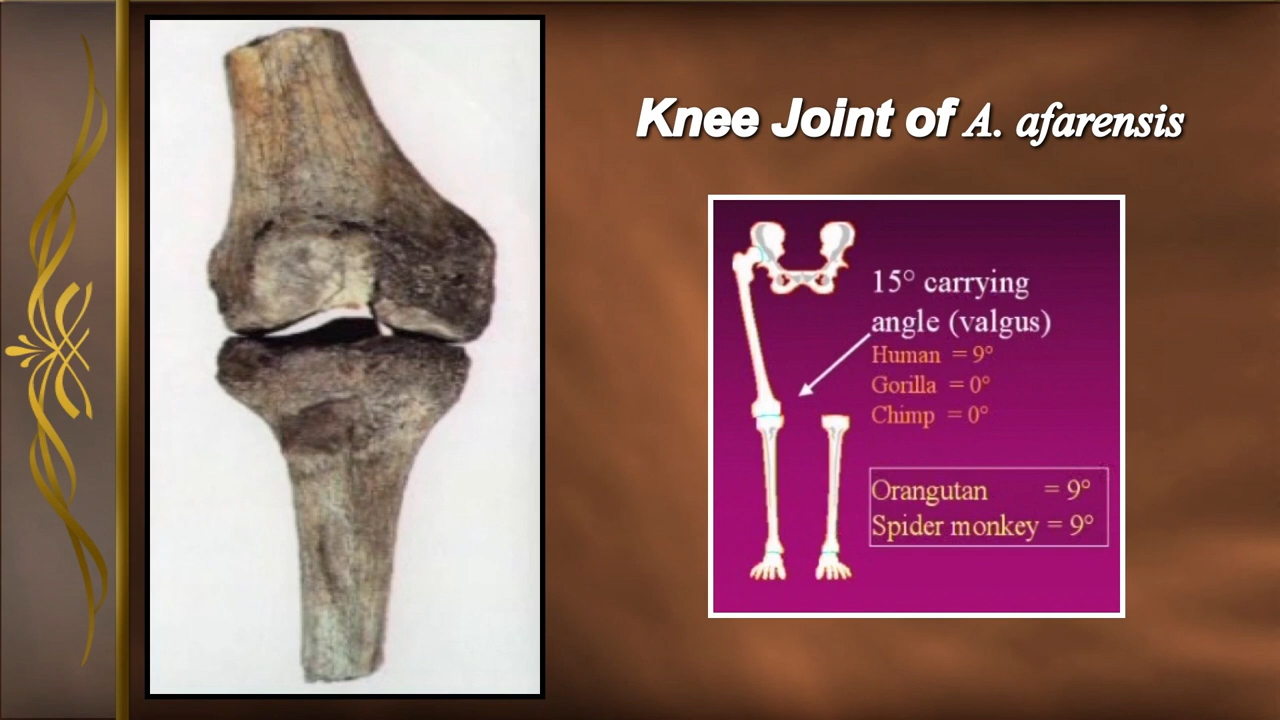 Knee Joint of A. afarensis
15° carrying
angle (valgus)
Human = 9°
Gorilla = 0°
Chimp = 0°
Orangutan = 9°
Spider monkey = 9°